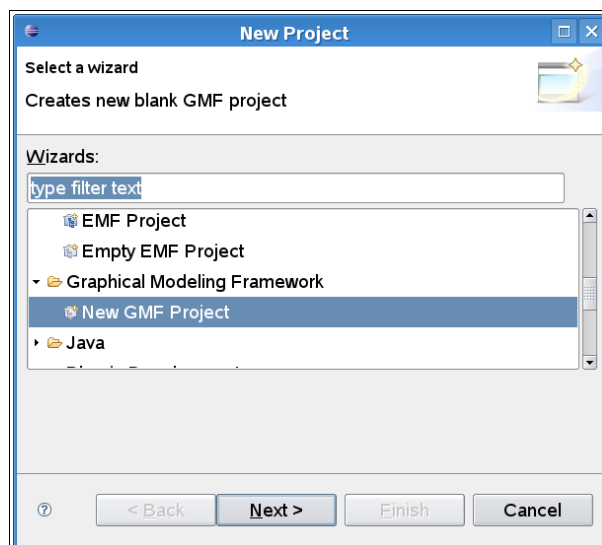 New Project
Select a wizard
Creates new blank GMF project
Wizards:
type filter text
EMF Project
Empty EMF Project
Graphical Modeling Framework
New GMF Project
Java
< Back
Next >
Finish
Cancel